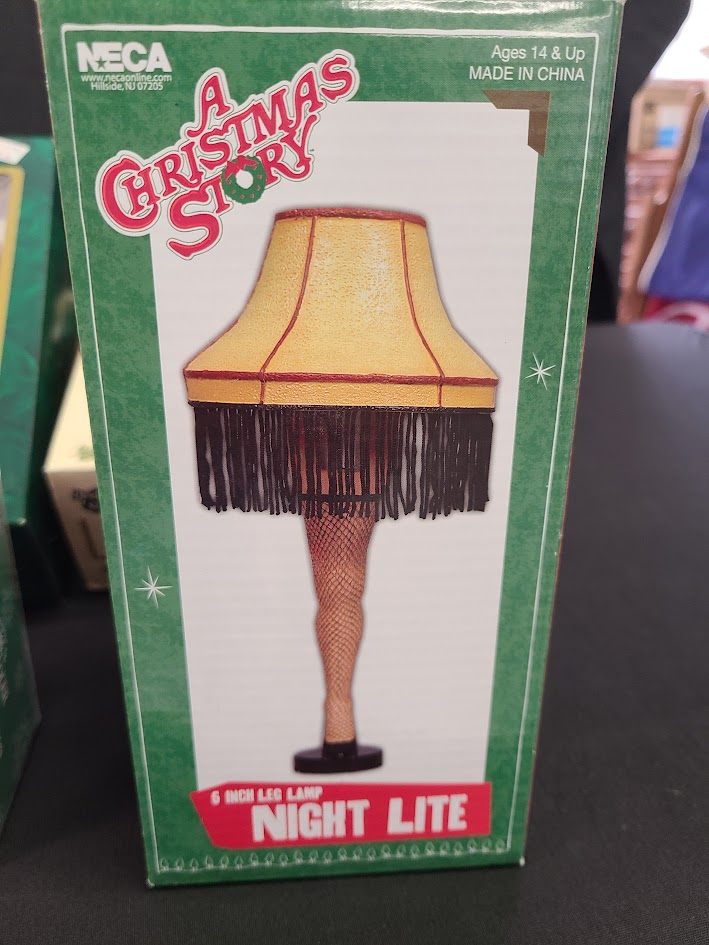 NECA
www.necaonline.com
Hillside, NJ 07205
Ages 14 & Up
MADE IN CHINA
A
CHRISTMAS
STORY
6 INCH LEG LAMP
NIGHT LITE